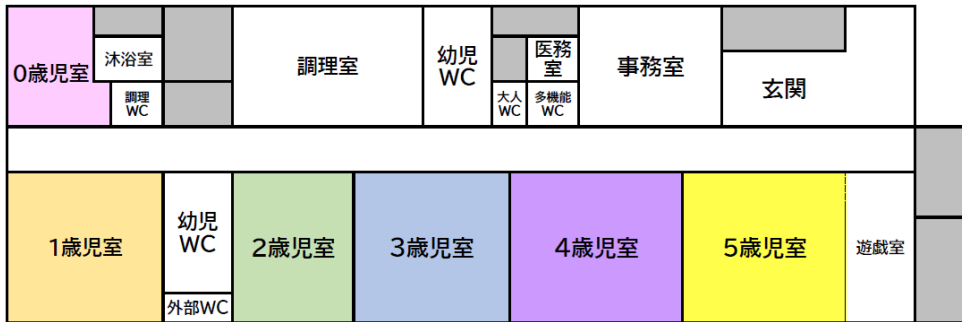 0歳児室
沐浴室
調理
WC
調理室
幼児
WC
大人
WC
医務
室
多機能
WC
事務室
玄関
1歳児室
幼児
WC
外部WC
2歳児室
3歳児室
4歳児室
5歳児室
遊戯室